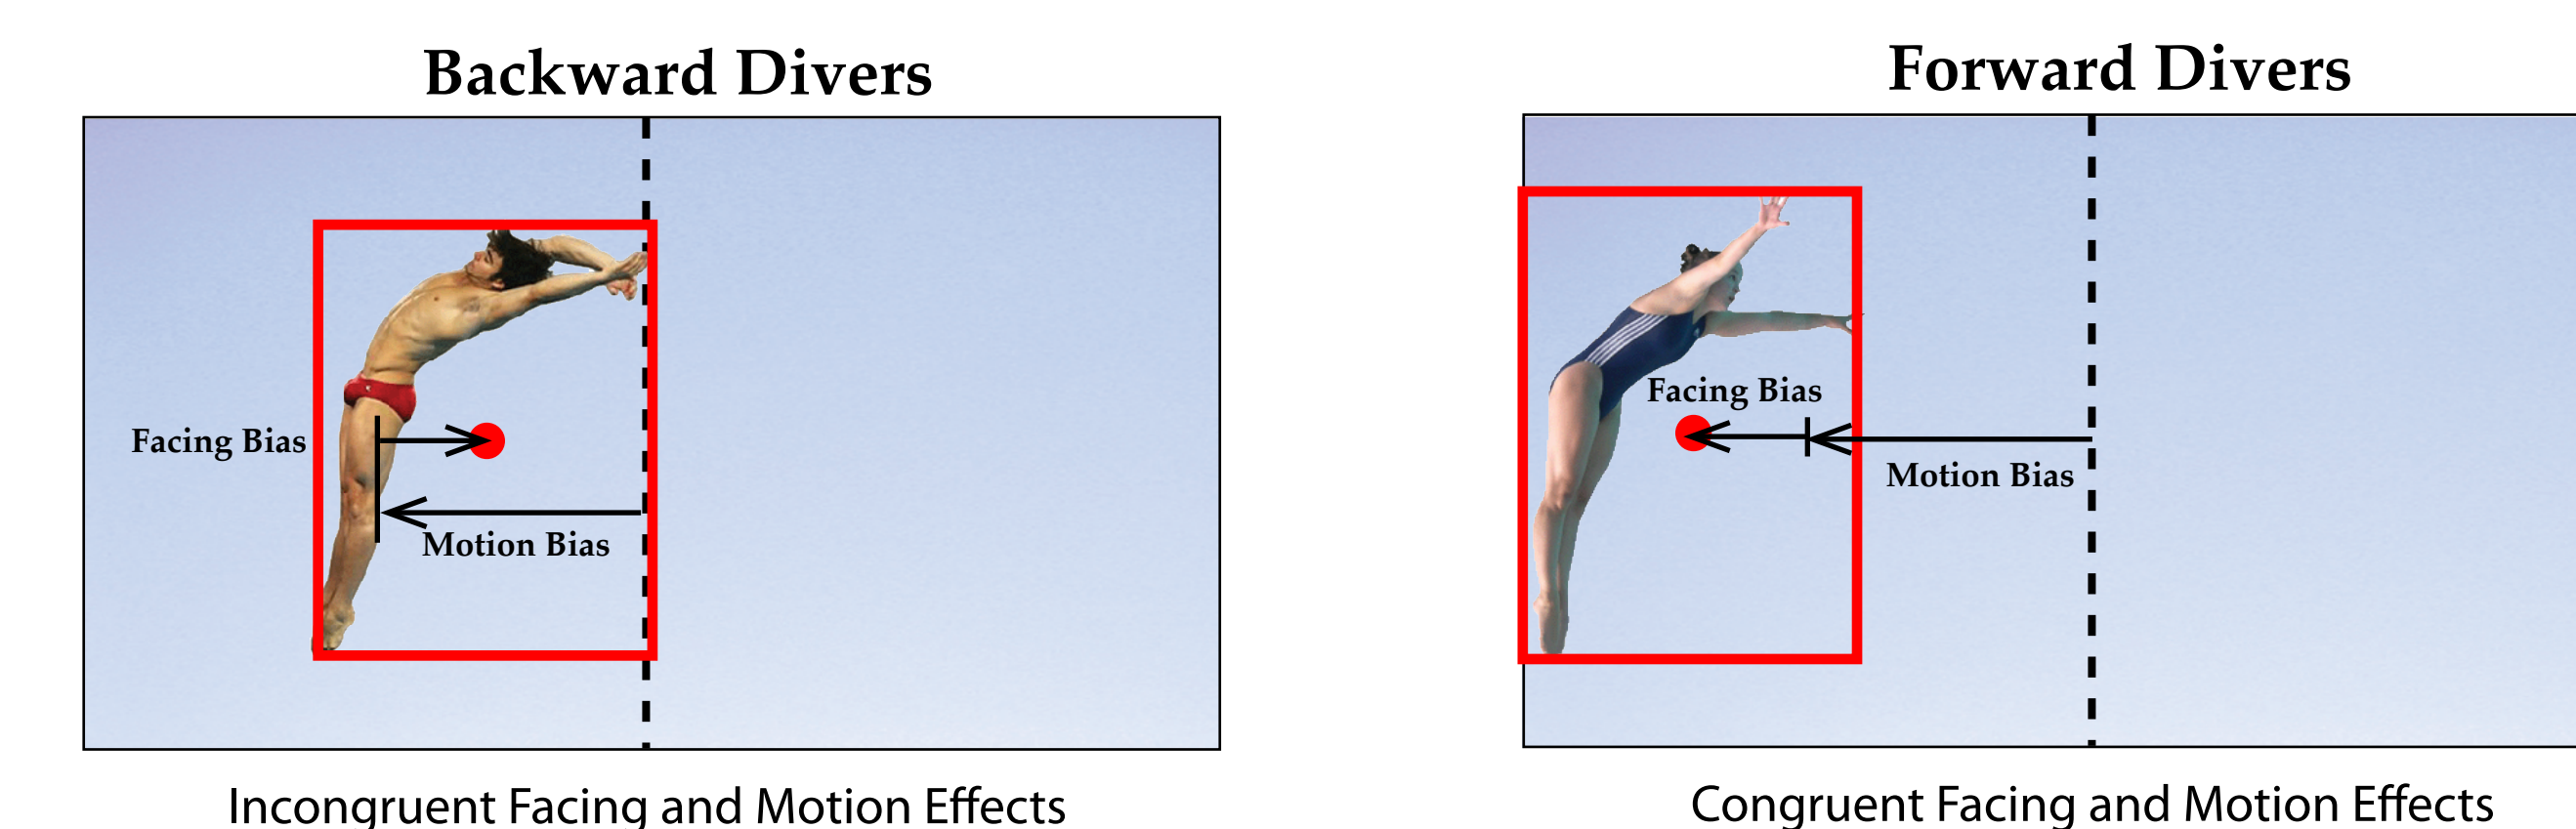 Backward Divers
Forward Divers
Facing Bias
Motion Bias
Facing Bias
Motion Bias
Incongruent Facing and Motion Effects
Congruent Facing and Motion Effects